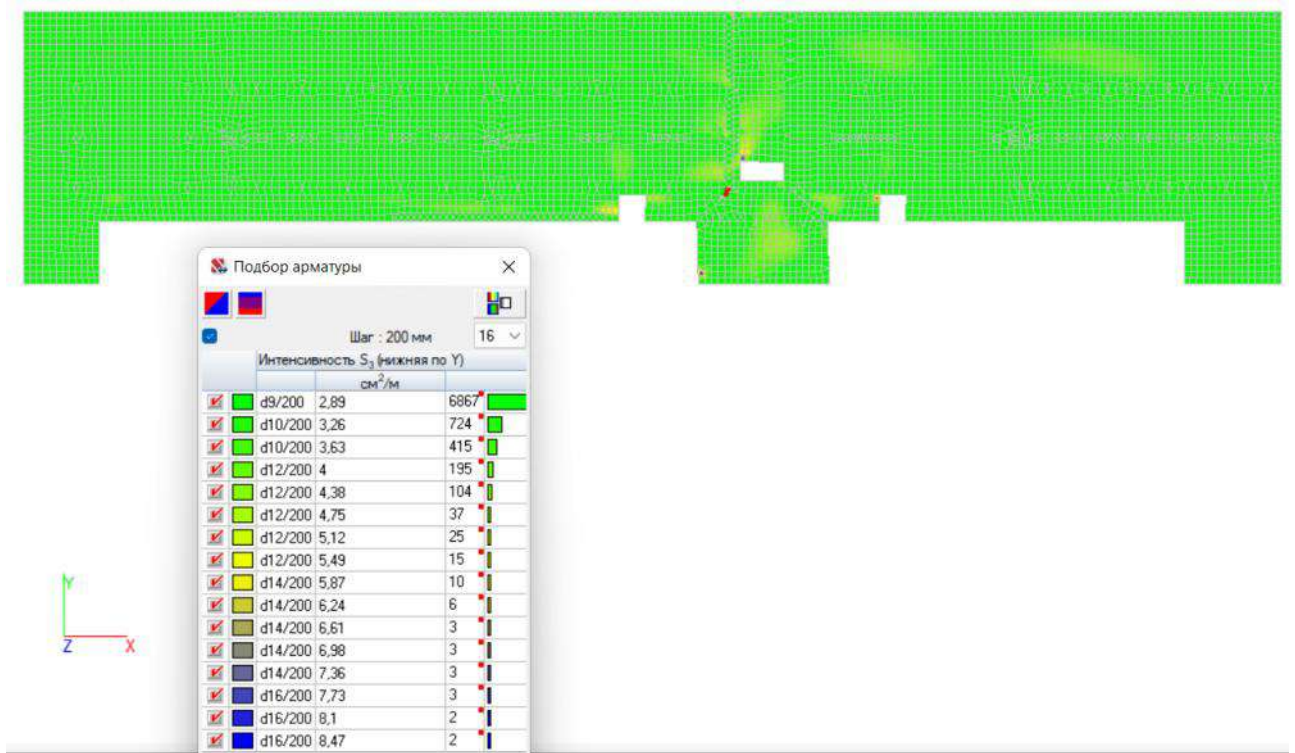 Подбор арматуры
Шаг : 200 мм 16
Интенсивность S3 (нижняя по Y)
см2/м
d9/200 2,89 6867
d10/200 3,26 724
d10/200 3,63 415
d12/200 4 195
d12/200 4,38 104
d12/200 4,75 37
d12/200 5,12 25
d12/200 5,49 15
d14/200 5,87 10
d14/200 6,24 6
d14/200 6,61 3
d14/200 6,98 3
d14/200 7,36 3
d16/200 7,73 3
d16/200 8,1 2
d16/200 8,47 2
Y
Z X